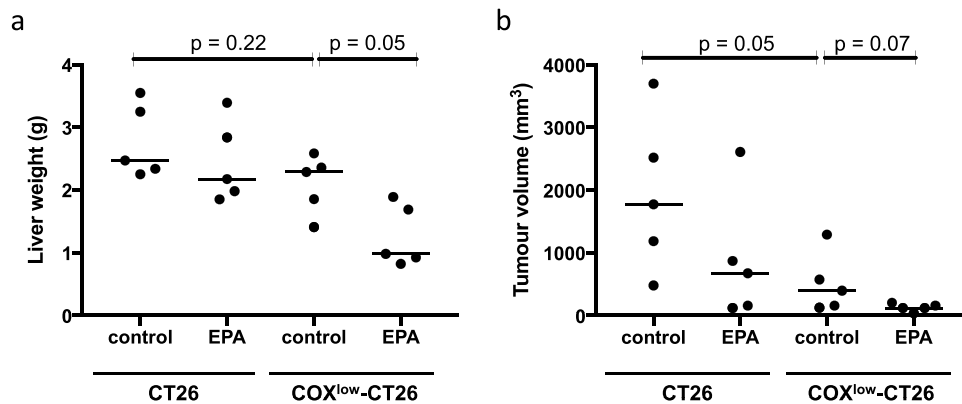 a
p = 0.22 p = 0.05
Liver weight (g)
4
3
2
1
0
control EPA control EPA
CT26 COXˡᵒʷ-CT26
b
p = 0.05 p = 0.07
Tumour volume (mm³)
4000
3000
2000
1000
0
control EPA control EPA
CT26 COXˡᵒʷ-CT26